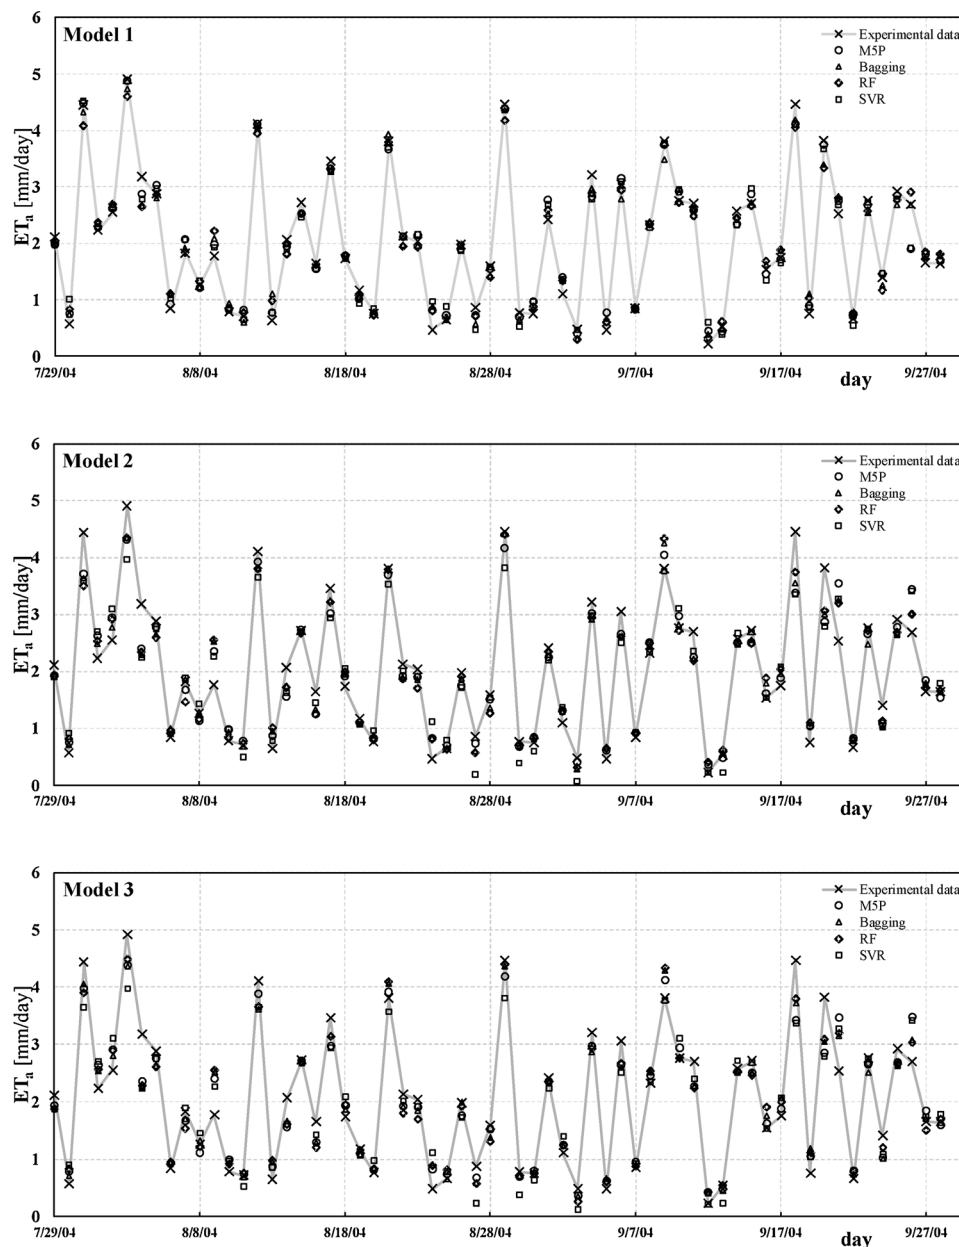 Model 1
Experimental data
M5P
Bagging
RF
SVR
ETa [mm/day]
6
5
4
3
2
1
0
7/29/04 8/8/04 8/18/04 8/28/04 9/7/04 9/17/04 9/27/04
day
Model 2
Experimental data
M5P
Bagging
RF
SVR
ETa [mm/day]
6
5
4
3
2
1
0
7/29/04 8/8/04 8/18/04 8/28/04 9/7/04 9/17/04 9/27/04
day
Model 3
Experimental data
M5P
Bagging
RF
SVR
ETa [mm/day]
6
5
4
3
2
1
0
7/29/04 8/8/04 8/18/04 8/28/04 9/7/04 9/17/04 9/27/04
day